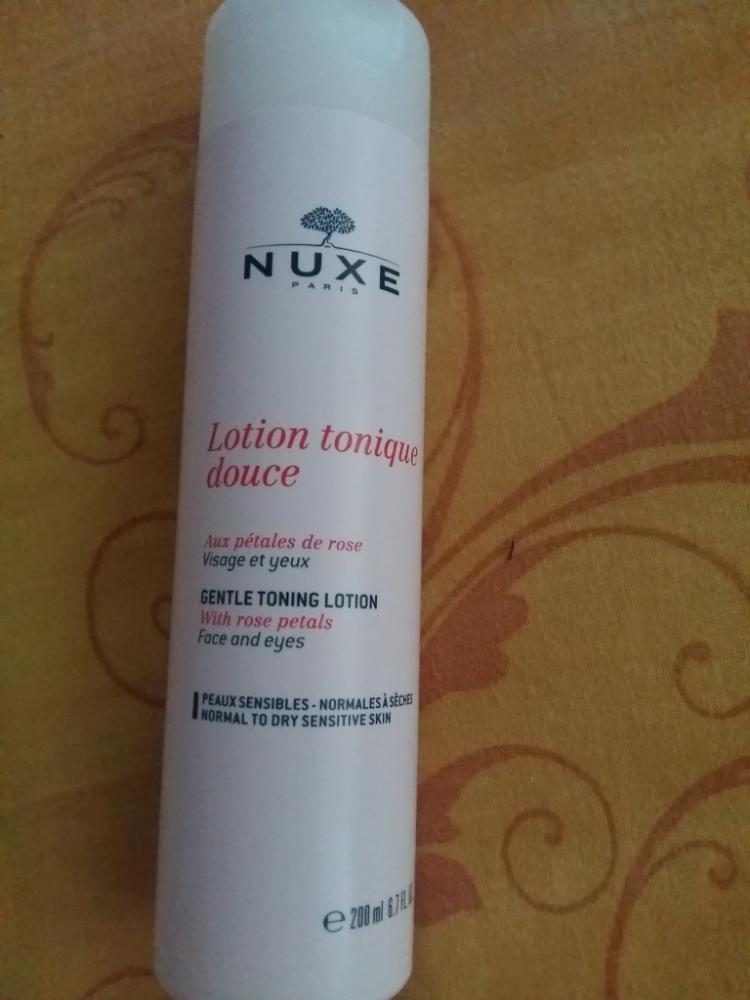 NUXE
PARIS
Lotion tonique
douce
Aux pétales de rose
Visage et yeux
GENTLE TONING LOTION
With rose petals
Face and eyes
PEAUX SENSIBLES - NORMALES À SÈCHES
NORMAL TO DRY SENSITIVE SKIN
e 200 ml 6.7 FL.